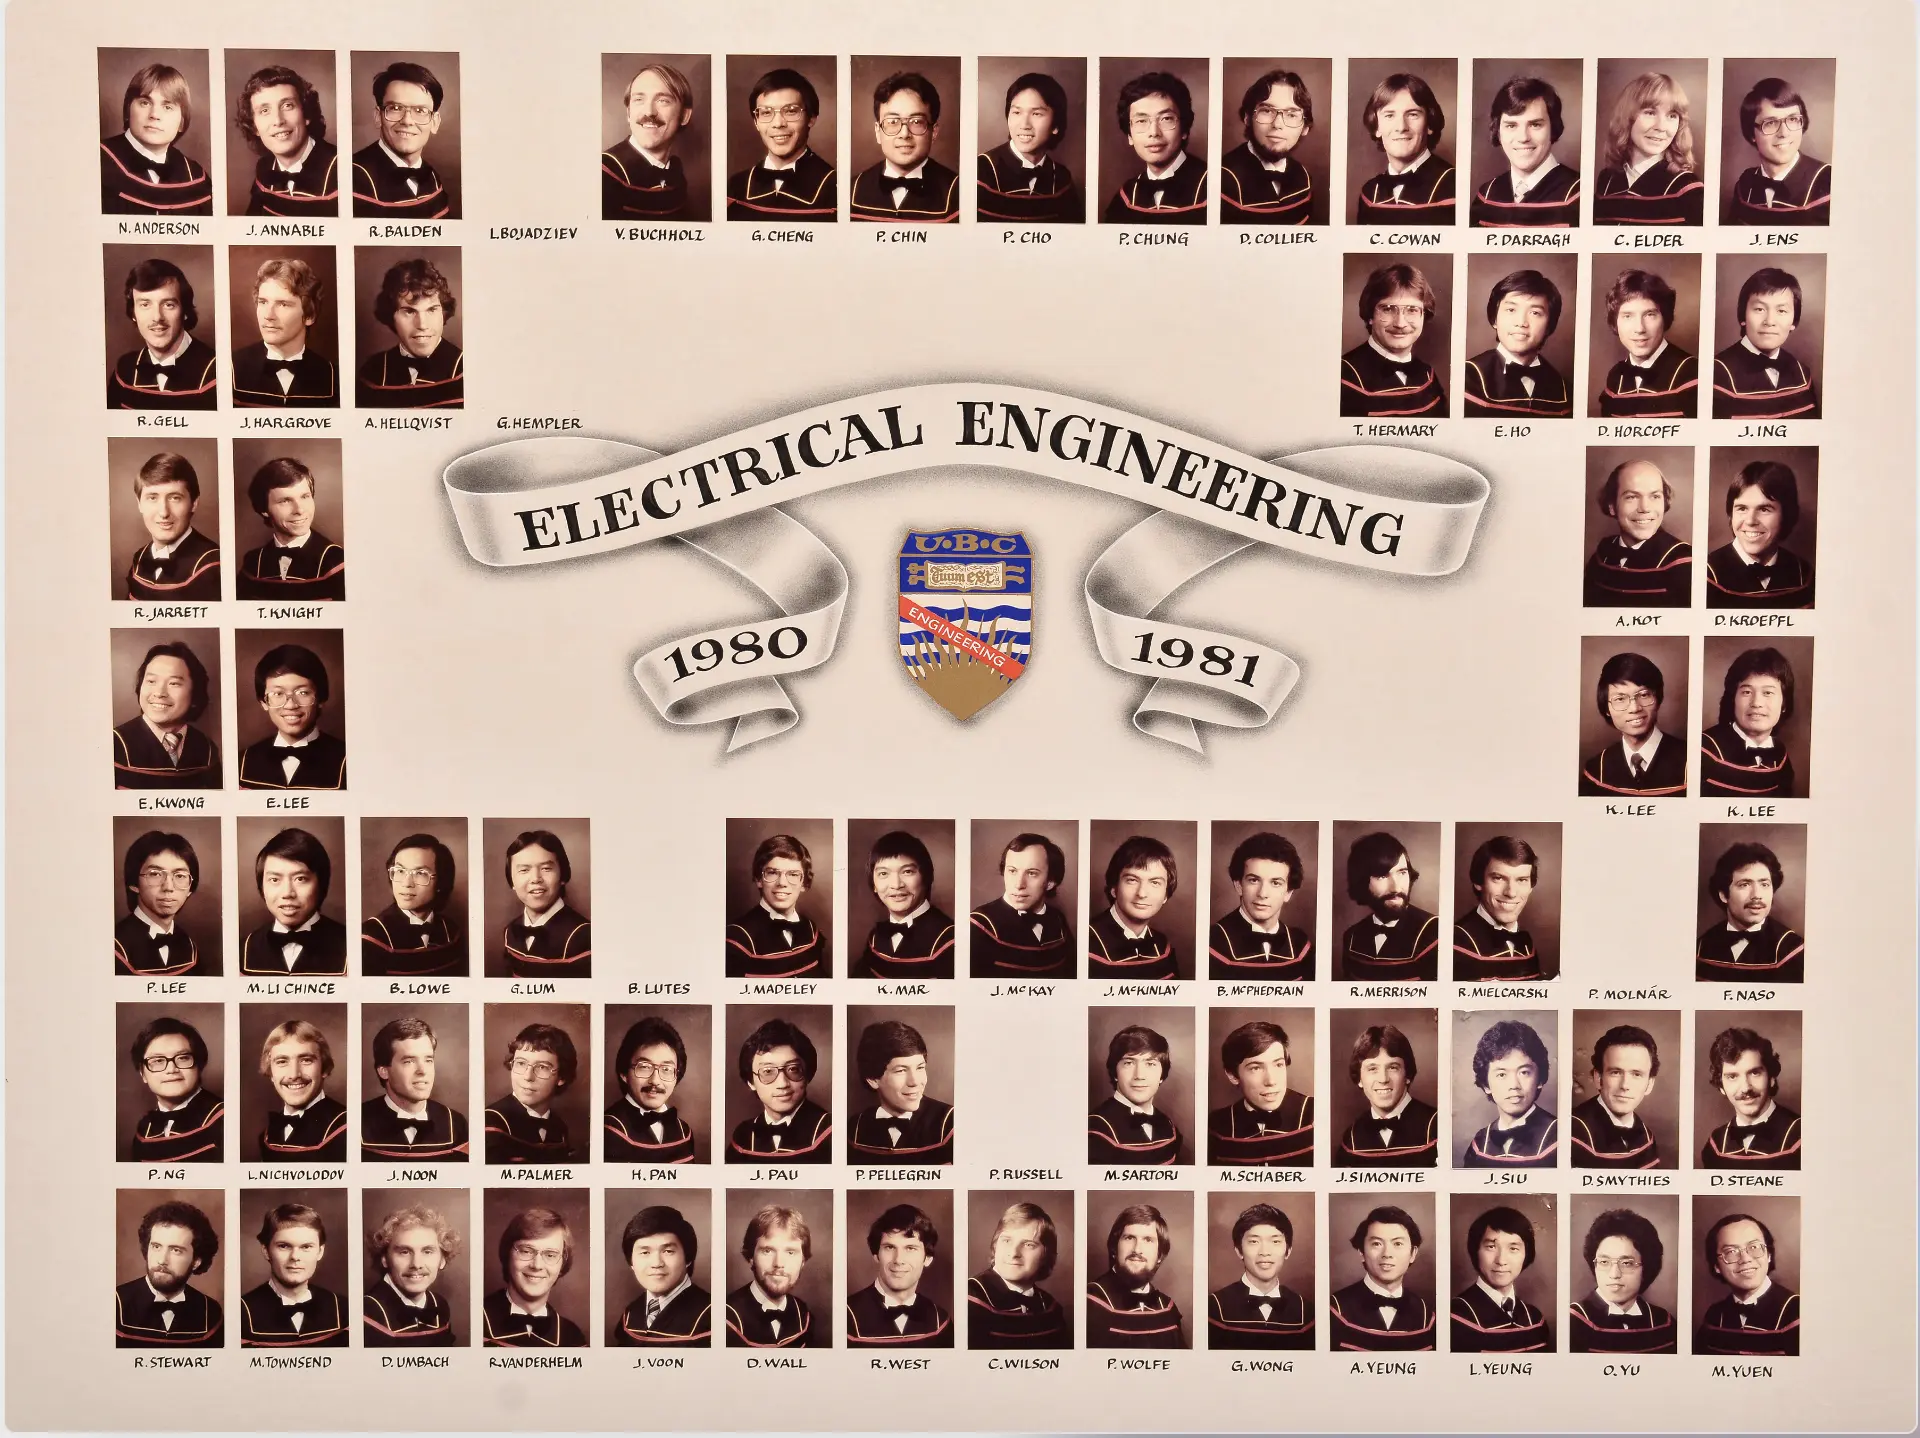 N. ANDERSON J. ANNABLE R. BALDEN L. BOJADZIEV V. BUCHHOLZ G. CHENG P. CHIN P. CHO P. CHUNG D. COLLIER C. COWAN P. DARRAGH C. ELDER J. ENS
R. GELL J. HARGROVE A. HELLQVIST G. HEMPLER T. HERMARY E. HO D. HORCOFF J. ING
ELECTRICAL ENGINEERING
U·B·C
Tuum est
ENGINEERING
1980 1981
R. JARRETT T. KNIGHT A. KOT D. KROEPFL
E. KWONG E. LEE K. LEE K. LEE
P. LEE M. LI CHINCE B. LOWE G. LUM B. LUTES J. MADELEY K. MAR J. McKAY J. McKINLAY B. McPHEDRAIN R. MERRISON R. MIELCARSKI P. MOLNÁR F. NASO
P. NG L. NICHVOLODOV J. NOON M. PALMER H. PAN J. PAU P. PELLEGRIN P. RUSSELL M. SARTORI M. SCHABER J. SIMONITE J. SIU D. SMYTHIES D. STEANE
R. STEWART M. TOWNSEND D. UMBACH R. VANDERHELM J. VOON D. WALL R. WEST C. WILSON P. WOLFE G. WONG A. YEUNG L. YEUNG O. YU M. YUEN